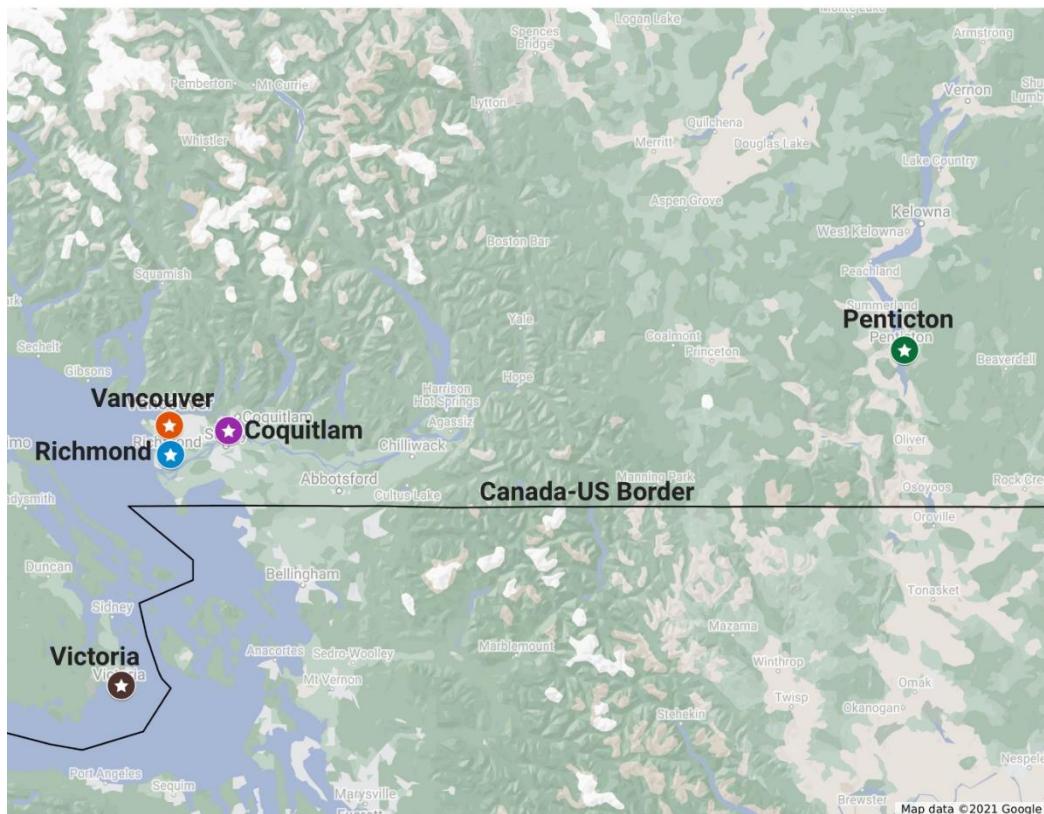 Monte Lake
Logan Lake
Spences
Bridge
Armstrong
Pemberton
Mt Currie
Vernon
Lytton
Quilchena
Whistler
Merritt
Douglas Lake
Lake Country
Aspen Grove
Kelowna
West Kelowna
Boston Bar
Peachland
Squamish
Summerland
Penticton
Penticton
Yale
Coalmont
Princeton
Beaverdell
Sechelt
Gibsons
Hope
Harrison
Hot Springs
Vancouver
Coquitlam
Coquitlam
Agassiz
Richmond
Richmond
Chilliwack
Oliver
Abbotsford
Cultus Lake
Manning Park
Osoyoos
Canada-US Border
Oroville
Duncan
Bellingham
Tonasket
Sidney
Mazama
Marblemount
Victoria
Victoria
Anacortes
Sedro-Woolley
Mt Vernon
Winthrop
Twisp
Omak
Okanogan
Stehekin
Port Angeles
Sequim
Marysville
Brewster
Map data ©2021 Google